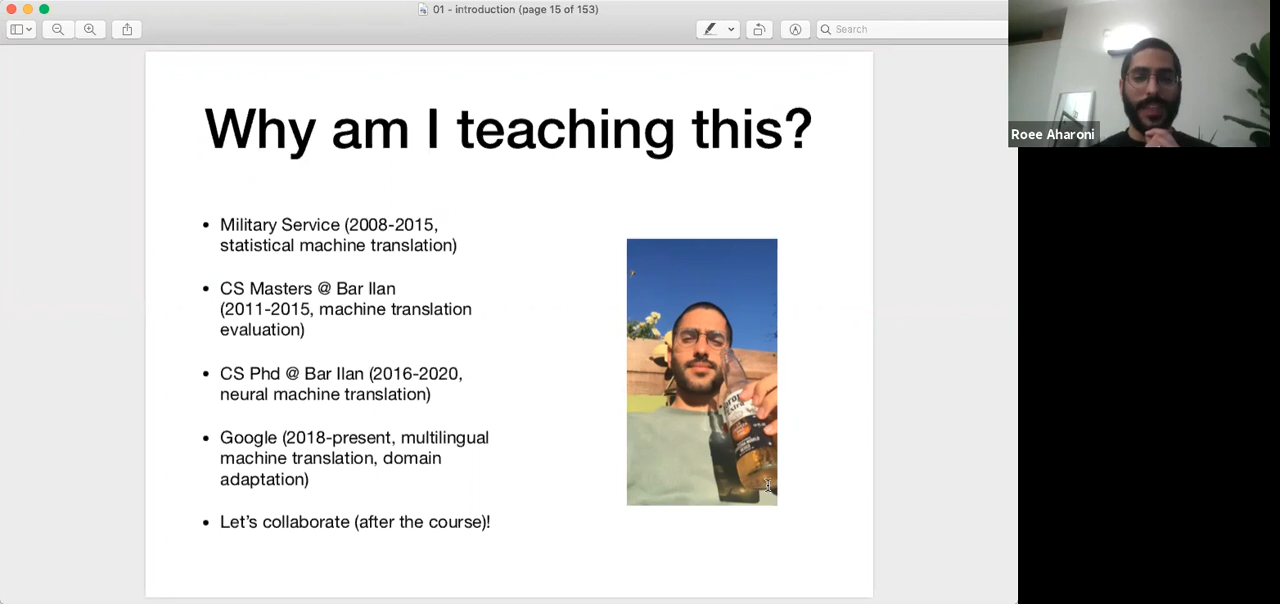 01 - introduction (page 15 of 153)
Search
Roee Aharoni
Why am I teaching this?
• Military Service (2008-2015,
statistical machine translation)
• CS Masters @ Bar Ilan
(2011-2015, machine translation
evaluation)
• CS Phd @ Bar Ilan (2016-2020,
neural machine translation)
• Google (2018-present, multilingual
machine translation, domain
adaptation)
• Let's collaborate (after the course)!